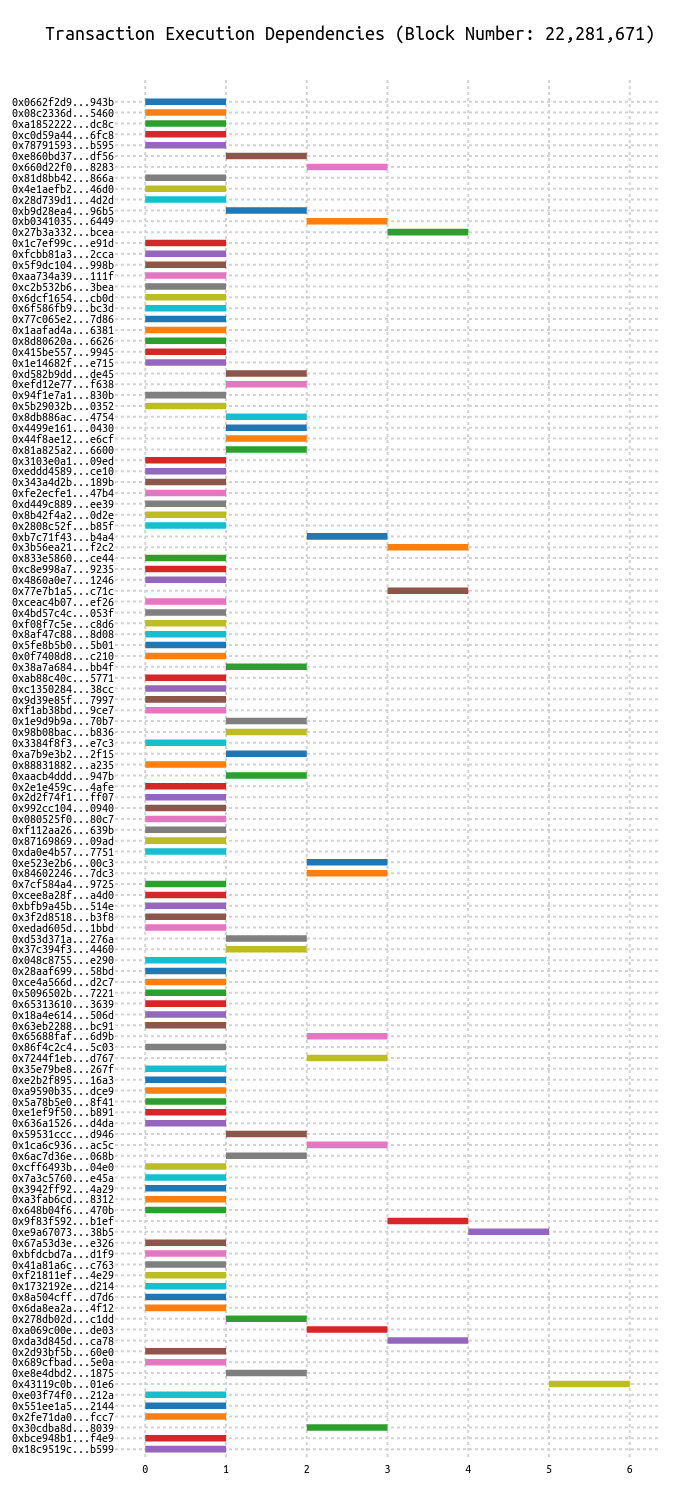 Transaction Execution Dependencies (Block Number: 22,281,671)
0x0662f2d9...943b
0x08c2336d...5460
0xa1852222...dc8c
0xc0d59a44...6fc8
0x78791593...b595
0xe860bd37...df56
0x660d22f0...8283
0x81d8bb42...866a
0x4e1aefb2...46d0
0x28d739d1...4d2d
0xb9d28ea4...96b5
0xb0341035...6449
0x27b3a332...bcea
0x1c7ef99c...e91d
0xfcbb81a3...2cca
0x5f9dc104...998b
0xaa734a39...111f
0xc2b532b6...3bea
0x6dcf1654...cb0d
0x6f586fb9...bc3d
0x77c065e2...7d86
0x1aafad4a...6381
0x8d80620a...6626
0x415be557...9945
0x1e14682f...e715
0xd582b9dd...de45
0xefd12e77...f638
0x94f1e7a1...830b
0x5b29032b...0352
0x8db886ac...4754
0x4499e161...0430
0x44f8ae12...e6cf
0x81a825a2...6600
0x3103e0a1...09ed
0xeddd4589...ce10
0x343a4d2b...189b
0xfe2ecfe1...47b4
0xd449c889...ee39
0x8b42f4a2...0d2e
0x2808c52f...b85f
0xb7c71f43...b4a4
0x3b56ea21...f2c2
0x833e5860...ce44
0xc8e998a7...9235
0x4860a0e7...1246
0x77e7b1a5...c71c
0xceac4b07...ef26
0x4bd57c4c...053f
0xf08f7c5e...c8d6
0x8af47c88...8d08
0x5fe8b5b0...5b01
0x0f7408d8...c210
0x38a7a684...bb4f
0xab88c40c...5771
0xc1350284...38cc
0x9d39e85f...7997
0xf1ab38bd...9ce7
0x1e9d9b9a...70b7
0x98b08bac...b836
0x3384f8f3...e7c3
0xa7b9e3b2...2f15
0x88831882...a235
0xaacb4ddd...947b
0x2e1e459c...4afe
0x2d2f74f1...ff07
0x992cc104...0940
0x080525f0...80c7
0xf112aa26...639b
0x87169869...09ad
0xda0e4b57...7751
0xe523e2b6...00c3
0x84602246...7dc3
0x7cf584a4...9725
0xcee8a28f...a4d0
0xbfb9a45b...514e
0x3f2d8518...b3f8
0xedad605d...1bbd
0xd53d371a...276a
0x37c394f3...4460
0x048c8755...e290
0x28aaf699...58bd
0xce4a566d...d2c7
0x5096502b...7221
0x65313610...3639
0x18a4e614...506d
0x63eb2288...bc91
0x65688faf...6d9b
0x86f4c2c4...5c03
0x7244f1eb...d767
0x35e79be8...267f
0xe2b2f895...16a3
0xa9590b35...dce9
0x5a78b5e0...8f41
0xe1ef9f50...b891
0x636a1526...d4da
0x59531ccc...d946
0x1ca6c936...ac5c
0x6ac7d36e...068b
0xcff6493b...04e0
0x7a3c5760...e45a
0x3942ff92...4a29
0xa3fab6cd...8312
0x648b04f6...470b
0x9f83f592...b1ef
0xe9a67073...38b5
0x67a53d3e...e326
0xbfdcbd7a...d1f9
0x41a81a6c...c763
0xf21811ef...4e29
0x1732192e...d214
0x8a504cff...d7d6
0x6da8ea2a...4f12
0x278db02d...c1dd
0xa069c00e...de03
0xda3d845d...ca78
0x2d93bf5b...60e0
0x689cfbad...5e0a
0xe8e4dbd2...1875
0x43119c0b...01e6
0xe03f74f0...212a
0x551ee1a5...2144
0x2fe71da0...fcc7
0x30cdba8d...8039
0xbce948b1...f4e9
0x18c9519c...b599
0 1 2 3 4 5 6